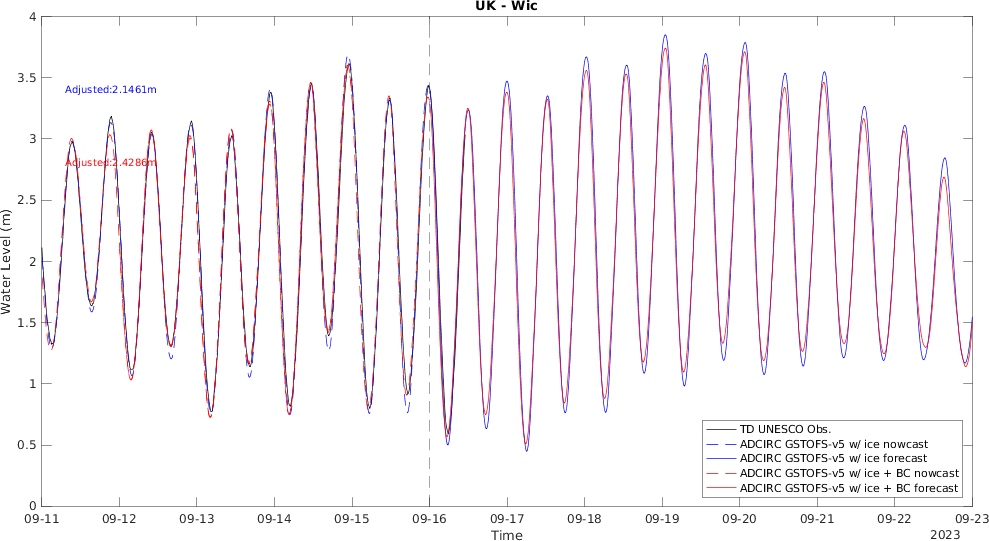 UK - Wic
4
3.5
3
2.5
2
1.5
1
0.5
0
Water Level (m)
Adjusted:2.1461m
Adjusted:2.4286m
TD UNESCO Obs.
ADCIRC GSTOFS-v5 w/ ice nowcast
ADCIRC GSTOFS-v5 w/ ice forecast
ADCIRC GSTOFS-v5 w/ ice + BC nowcast
ADCIRC GSTOFS-v5 w/ ice + BC forecast
09-11 09-12 09-13 09-14 09-15 09-16 09-17 09-18 09-19 09-20 09-21 09-22 09-23
Time
2023